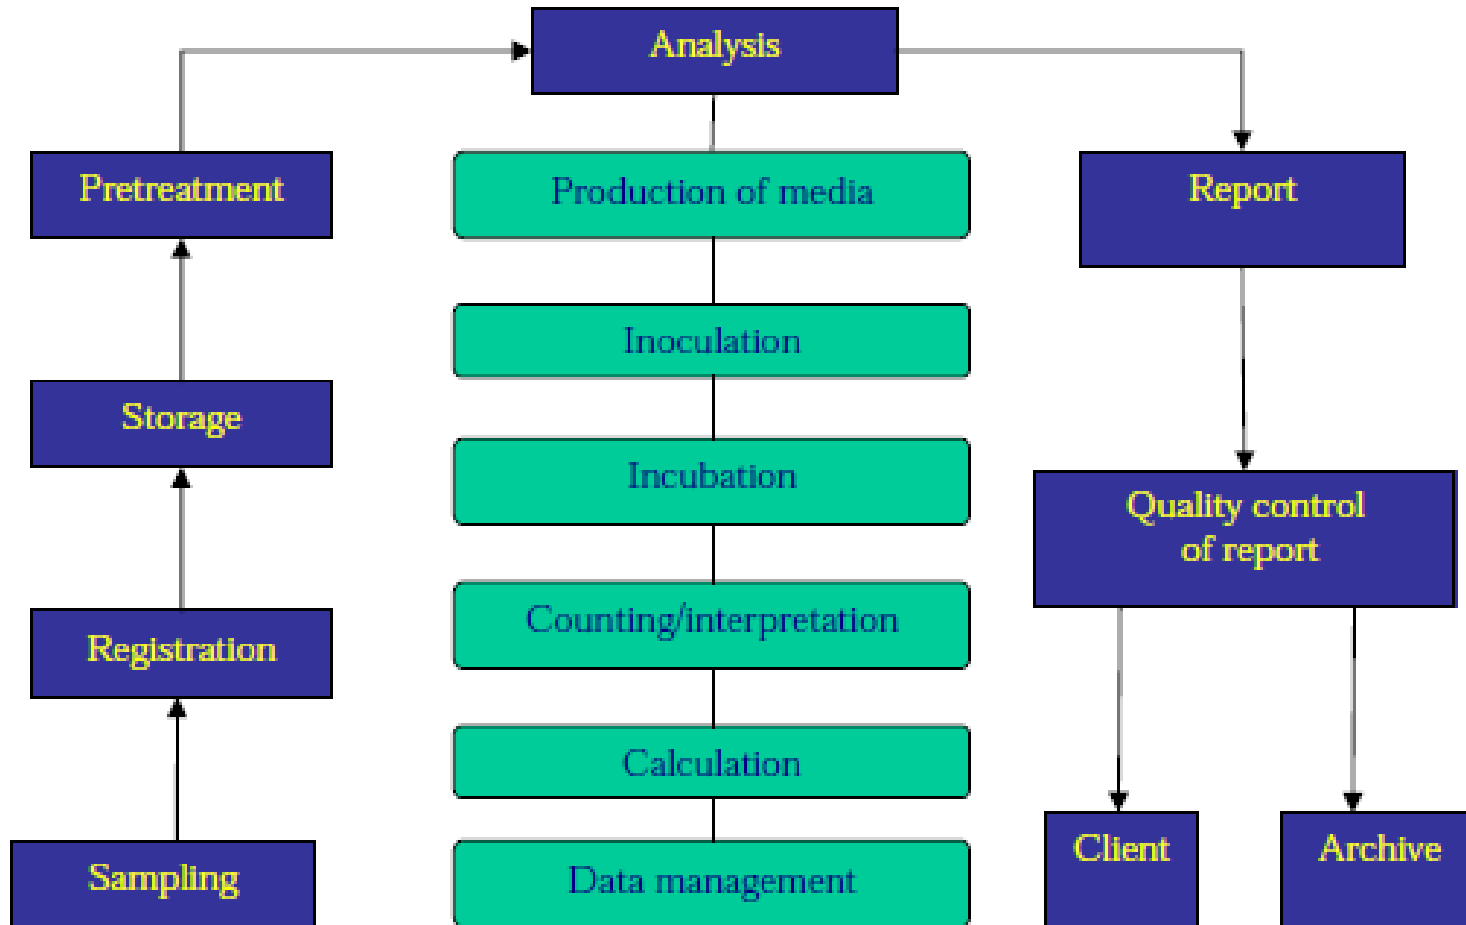 Analysis
Pretreatment
Production of media
Report
Inoculation
Storage
Incubation
Quality control
of report
Counting/interpretation
Registration
Calculation
Client
Archive
Sampling
Data management